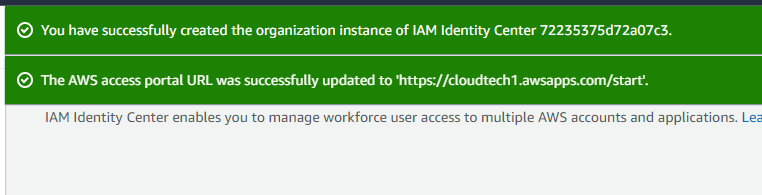 You have successfully created the organization instance of IAM Identity Center 72235375d72a07c3.
The AWS access portal URL was successfully updated to 'https://cloudtech1.awsapps.com/start'.
IAM Identity Center enables you to manage workforce user access to multiple AWS accounts and applications. Lea